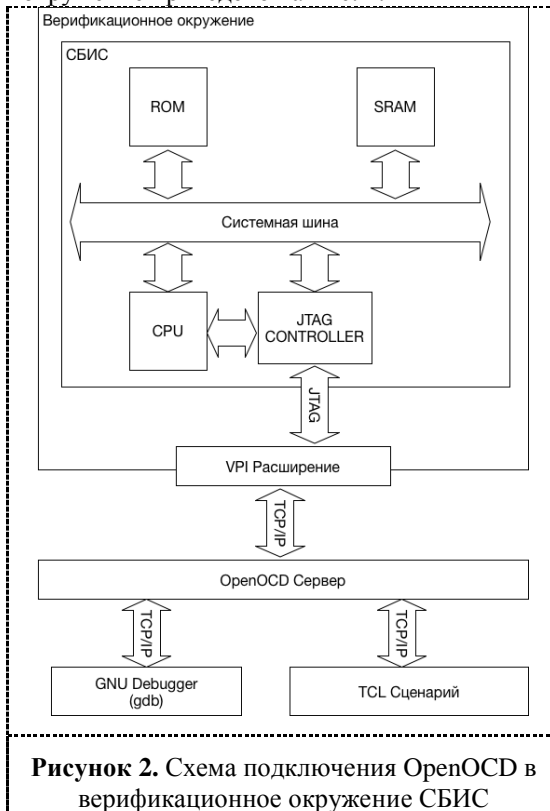 Верификационное окружение
СБИС
ROM
SRAM
Системная шина
CPU
JTAG
CONTROLLER
JTAG
VPI Расширение
TCP/IP
OpenOCD Сервер
TCP/IP
TCP/IP
GNU Debugger
(gdb)
TCL Сценарий
Рисунок 2. Схема подключения OpenOCD в
верификационное окружение СБИС